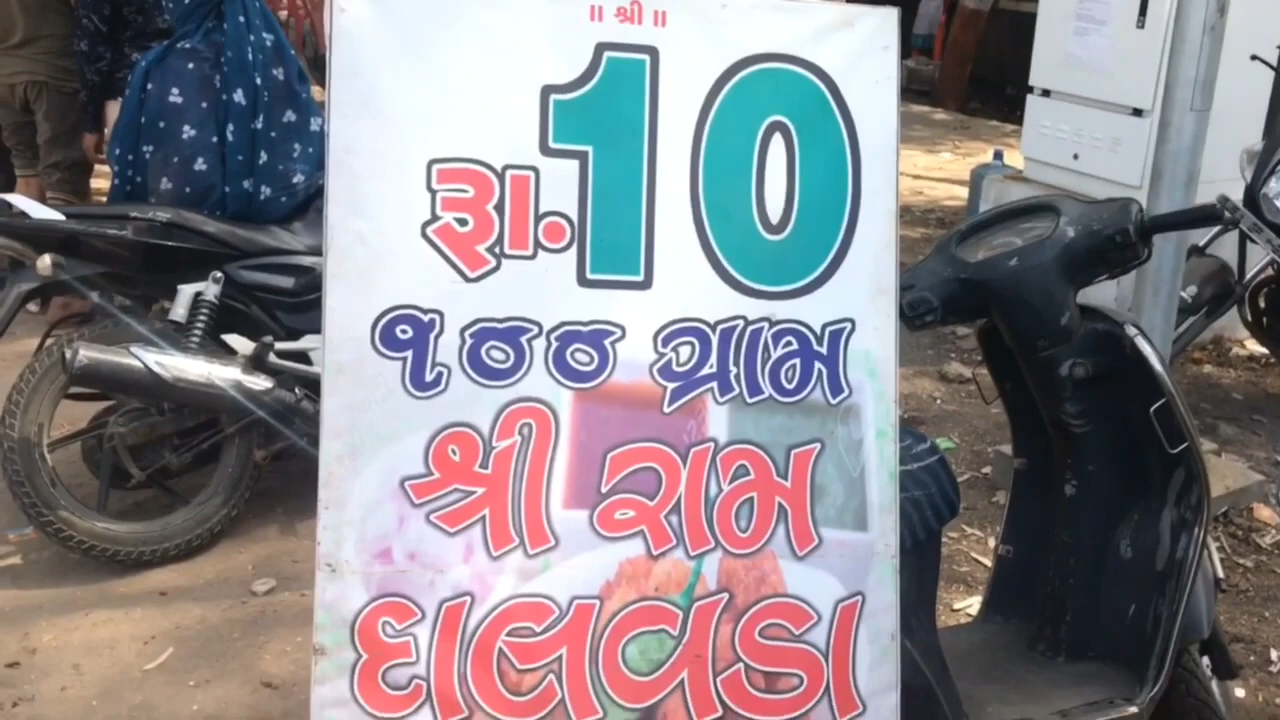 ॥ શ્રી ॥
રૂા. 10
૧૦૦ ગ્રામ
શ્રી રામ
દાલવડા